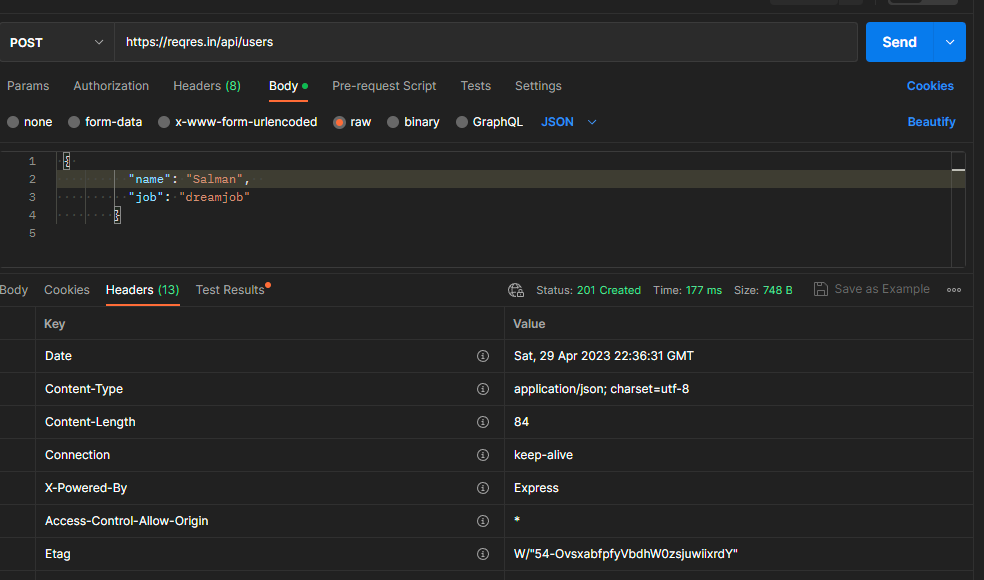 POST https://reqres.in/api/users Send
Params Authorization Headers (8) Body Pre-request Script Tests Settings Cookies
none form-data x-www-form-urlencoded raw binary GraphQL JSON Beautify
1 {
2 "name": "Salman",
3 "job": "dreamjob"
4 }
5
Body Cookies Headers (13) Test Results Status: 201 Created Time: 177 ms Size: 748 B Save as Example
Key Value
Date Sat, 29 Apr 2023 22:36:31 GMT
Content-Type application/json; charset=utf-8
Content-Length 84
Connection keep-alive
X-Powered-By Express
Access-Control-Allow-Origin *
Etag W/"54-OvsxabfpfyVbdhW0zsjuwiixrdY"